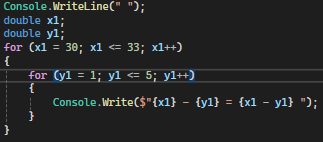 Console.WriteLine(" ");
double x1;
double y1;
for (x1 = 30; x1 <= 33; x1++)
{
for (y1 = 1; y1 <= 5; y1++)
{
Console.Write($"{x1} - {y1} = {x1 - y1} ");
}
}